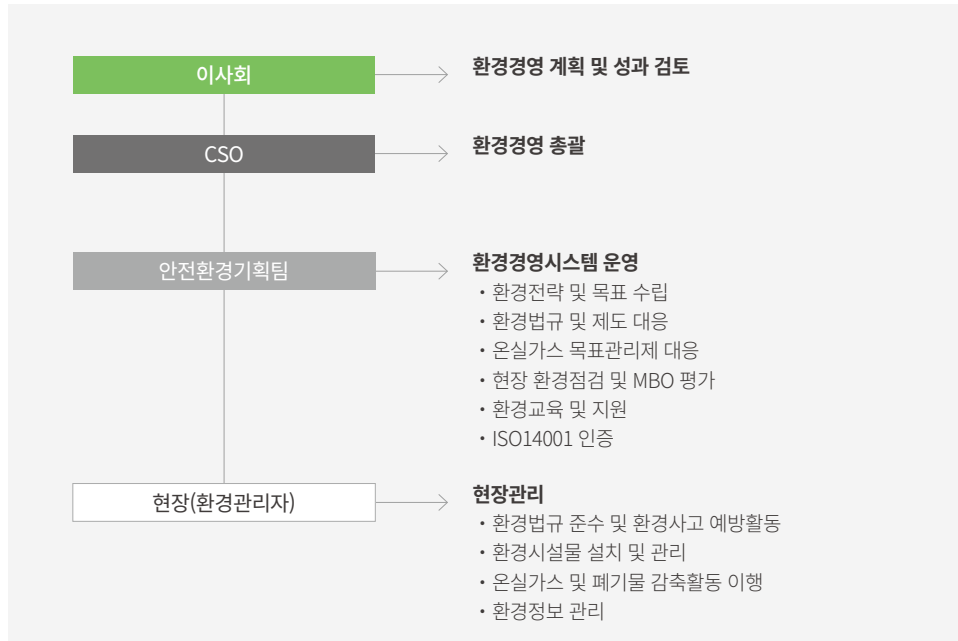 이사회
환경경영 계획 및 성과 검토
CSO
환경경영 총괄
안전환경기획팀
환경경영시스템 운영
• 환경전략 및 목표 수립
• 환경법규 및 제도 대응
• 온실가스 목표관리제 대응
• 현장 환경점검 및 MBO 평가
• 환경교육 및 지원
• ISO14001 인증
현장(환경관리자)
현장관리
• 환경법규 준수 및 환경사고 예방활동
• 환경시설물 설치 및 관리
• 온실가스 및 폐기물 감축활동 이행
• 환경정보 관리